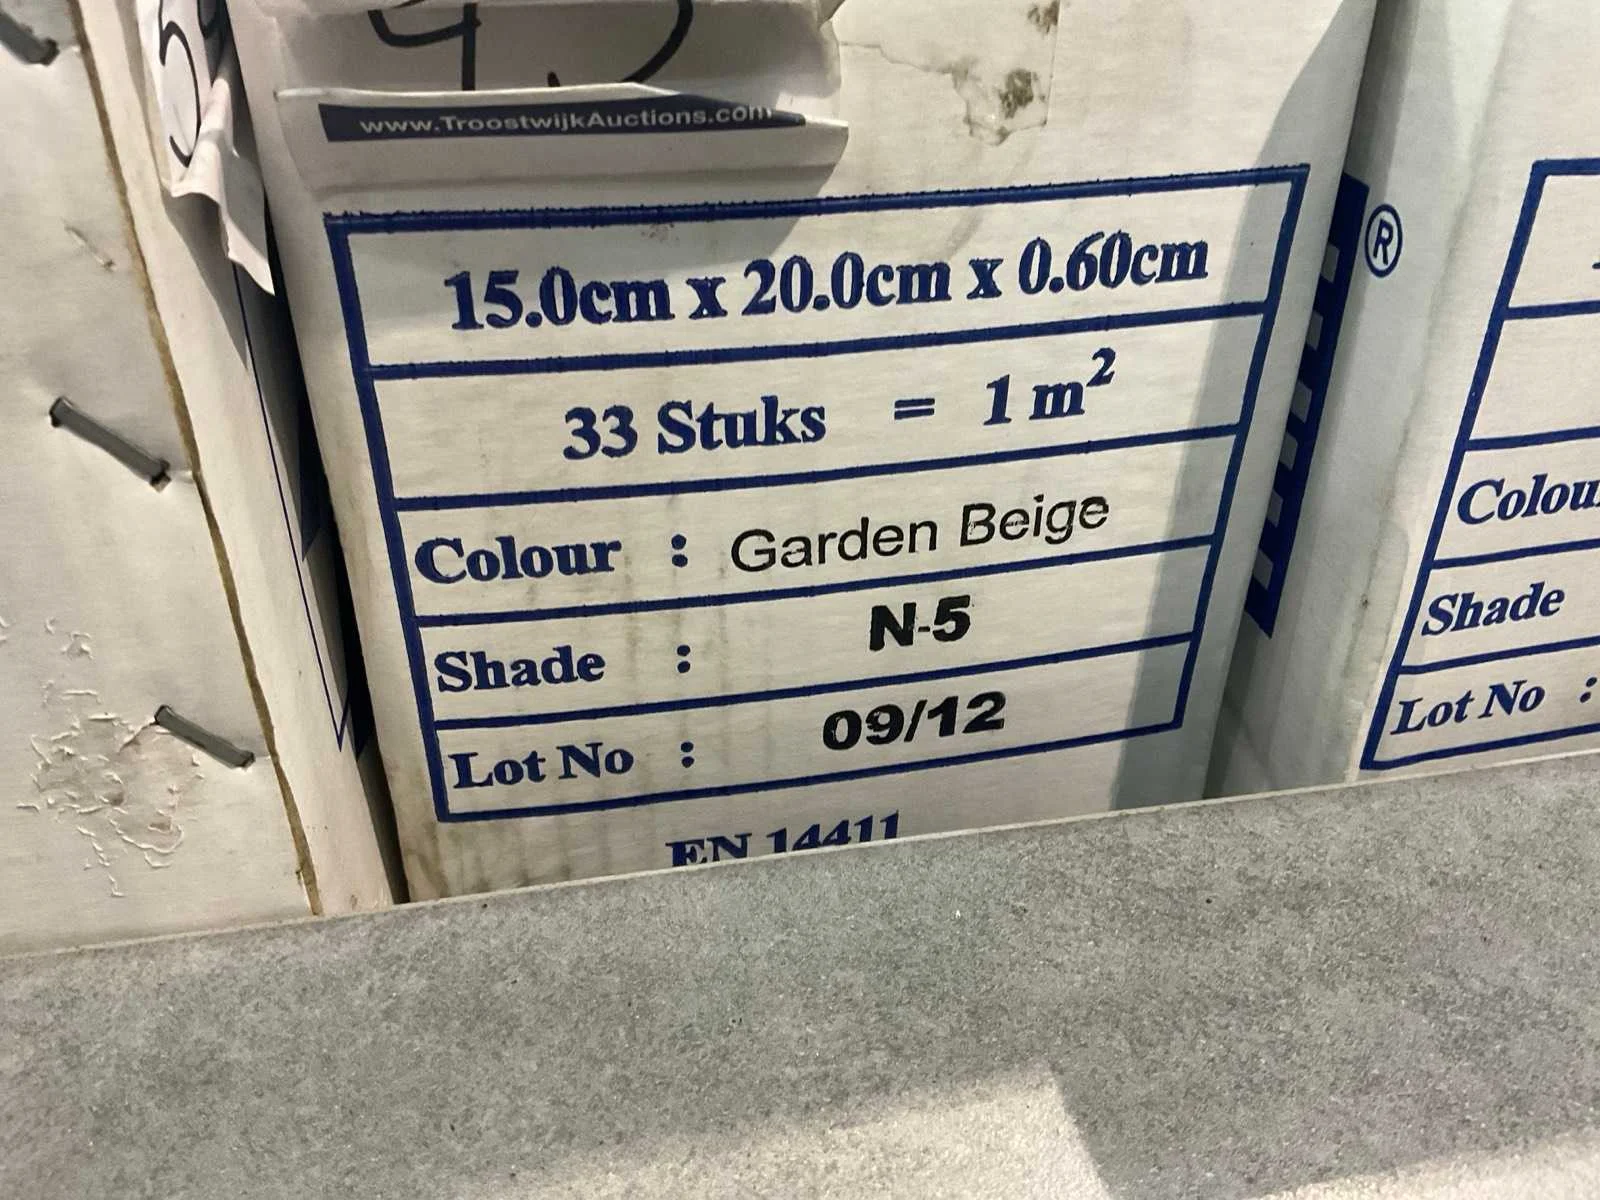 www.TroostwijkAuctions.com
15.0cm x 20.0cm x 0.60cm
33 Stuks = 1 m²
Colour : Garden Beige
Shade : N-5
Lot No : 09/12
EN 14411
®
Shade
Lot No :